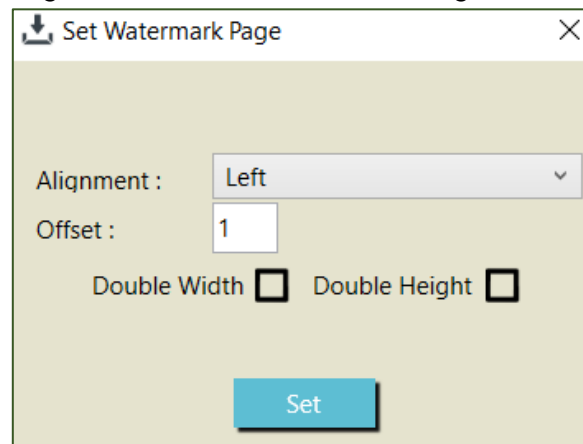 Set Watermark Page
Alignment : Left
Offset : 1
Double Width Double Height
Set